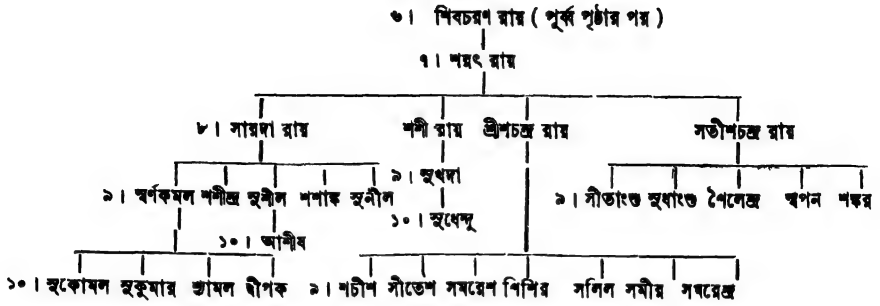 ৬। শিবচরণ রায় ( পূর্ব্ব পৃষ্ঠার পর )
৭। শরৎ রায়
৮। সারদা রায় শশী রায় শ্রীশচন্দ্র রায় সতীশচন্দ্র রায়
৯। স্বর্ণকমল শশীন্দ্র সুশীল শশাঙ্ক সুনীল ৯। সুখদা ৯। সীতাংশু সুধাংশু শৈলেন্দ্র স্বপন শঙ্কর
১০। আশীষ ১০। সুধেন্দু
১০। সুকোমল সুকুমার শ্যামল দীপক ৯। শচীশ সীতেশ সমরেশ শিশির সলিল সমীর সমরেন্দ্র